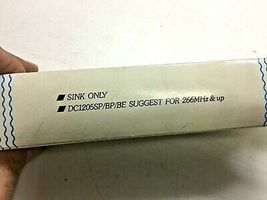 SINK ONLY
DC1205SP/BP/BE SUGGEST FOR 266MHz & up